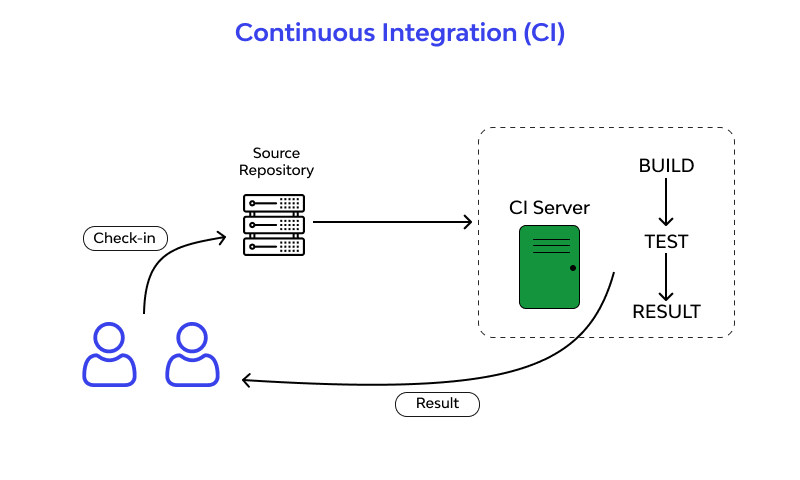 Continuous Integration (CI)
Source
Repository
Check-in
CI Server
BUILD
TEST
RESULT
Result